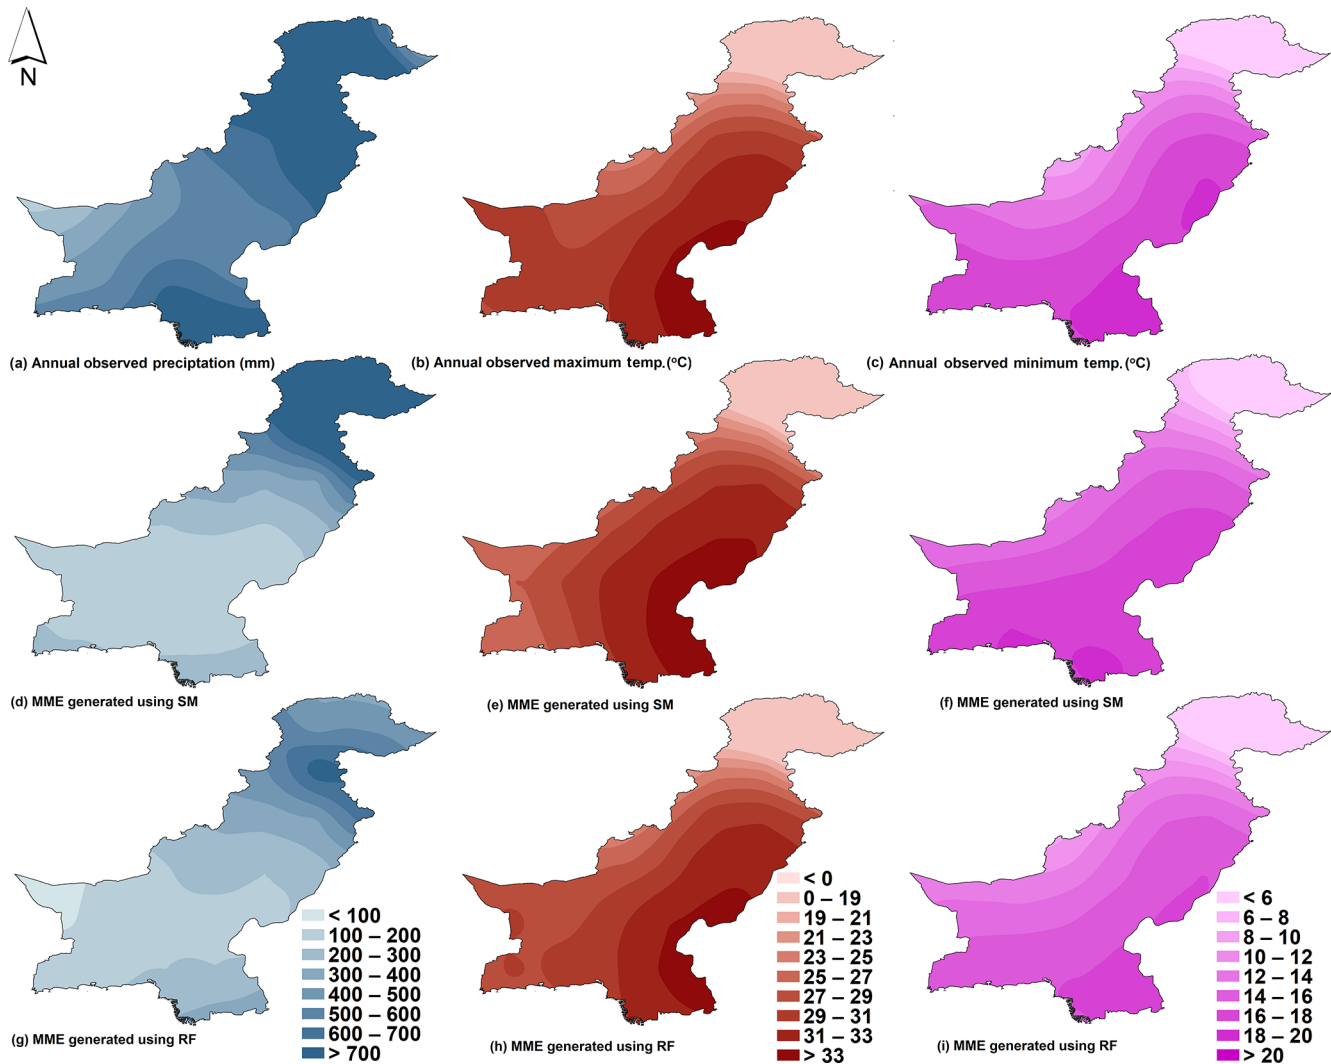 N
(a) Annual observed preciptation (mm)
(b) Annual observed maximum temp.(°C)
(c) Annual observed minimum temp.(°C)
(d) MME generated using SM
(e) MME generated using SM
(f) MME generated using SM
< 100
100 – 200
200 – 300
300 – 400
400 – 500
500 – 600
600 – 700
> 700
< 0
0 – 19
19 – 21
21 – 23
23 – 25
25 – 27
27 – 29
29 – 31
31 – 33
> 33
< 6
6 – 8
8 – 10
10 – 12
12 – 14
14 – 16
16 – 18
18 – 20
> 20
(g) MME generated using RF
(h) MME generated using RF
(i) MME generated using RF